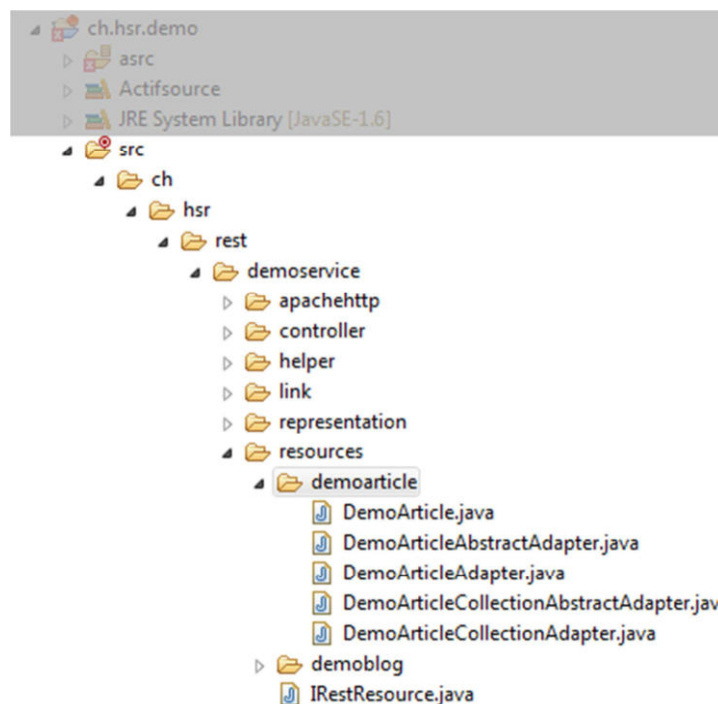 ch.hsr.demo
asrc
Actifsource
JRE System Library [JavaSE-1.6]
src
ch
hsr
rest
demoservice
apachehttp
controller
helper
link
representation
resources
demoarticle
DemoArticle.java
DemoArticleAbstractAdapter.java
DemoArticleAdapter.java
DemoArticleCollectionAbstractAdapter.jav
DemoArticleCollectionAdapter.java
demoblog
IRestResource.java